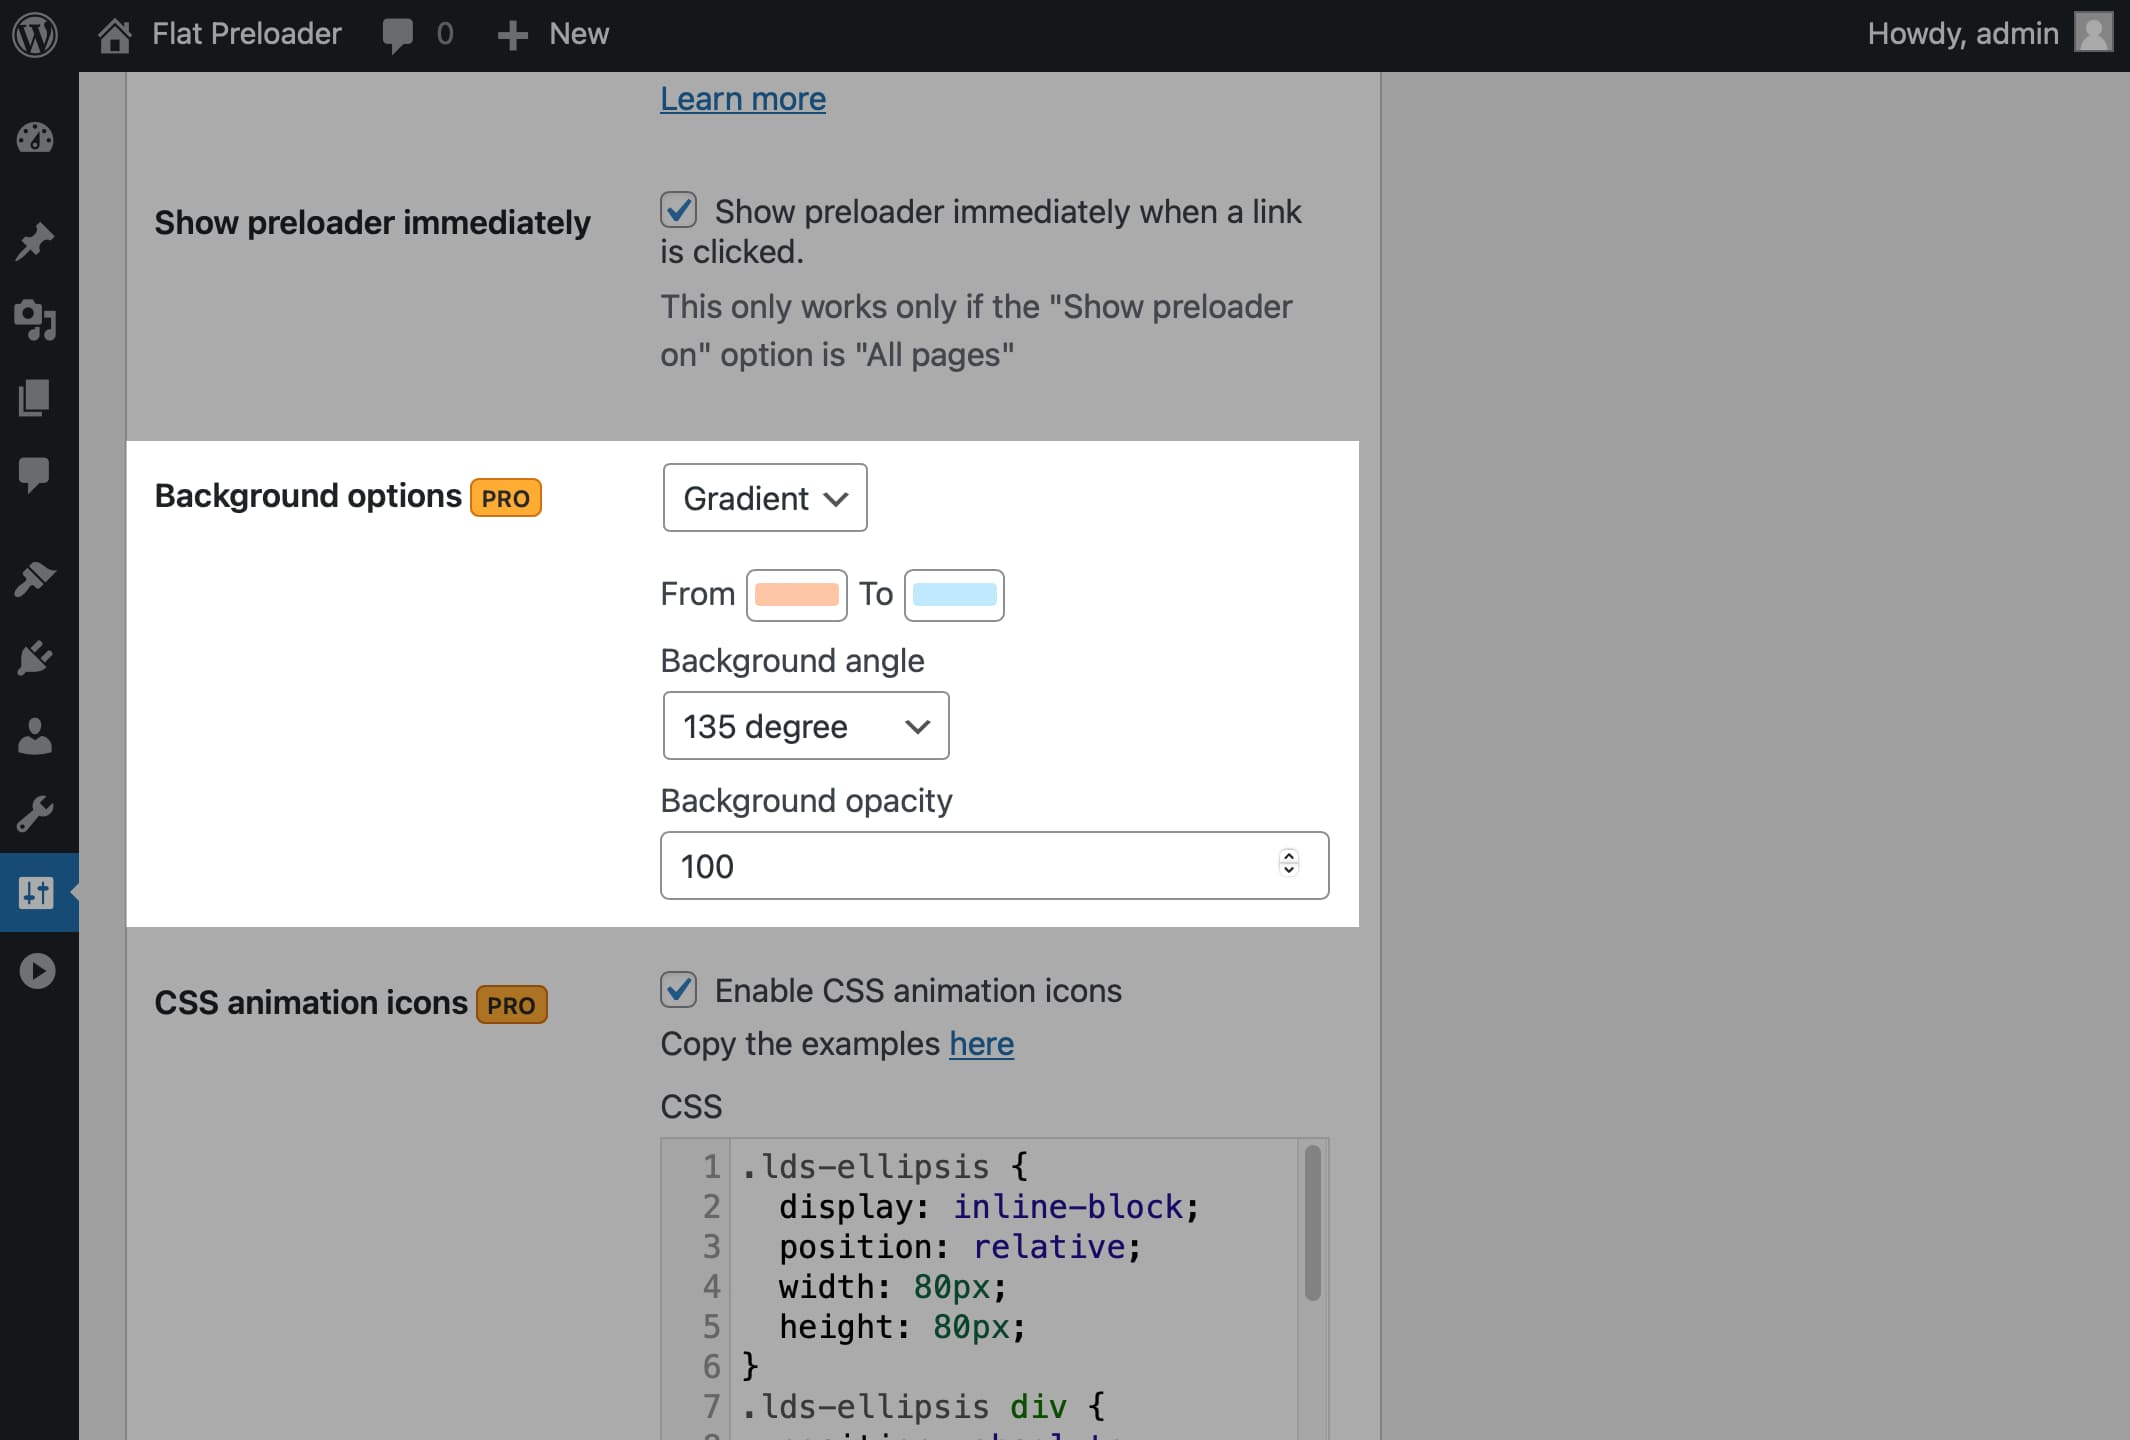 Flat Preloader 0 New Howdy, admin
Learn more
Show preloader immediately
Show preloader immediately when a link
is clicked.
This only works only if the "Show preloader
on" option is "All pages"
Background options PRO
Gradient
From To
Background angle
135 degree
Background opacity
100
CSS animation icons PRO
Enable CSS animation icons
Copy the examples here
CSS
1 .lds-ellipsis {
2 display: inline-block;
3 position: relative;
4 width: 80px;
5 height: 80px;
6 }
7 .lds-ellipsis div {